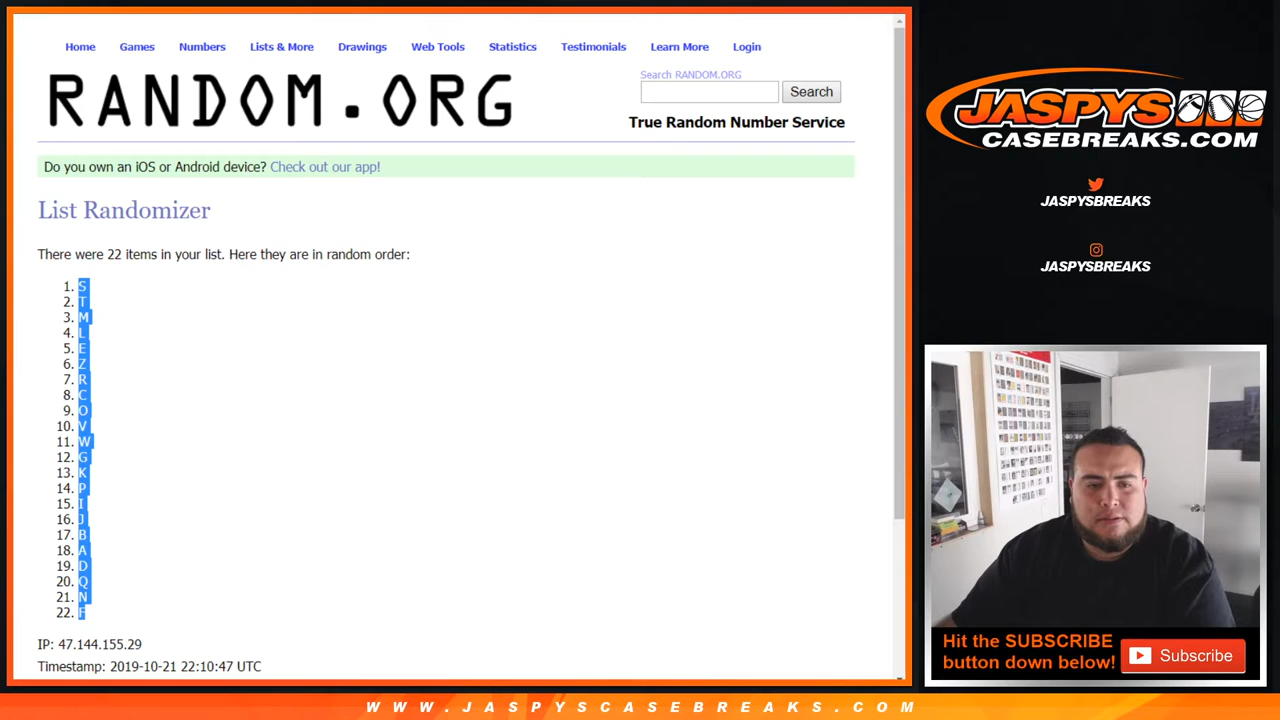 Home Games Numbers Lists & More Drawings Web Tools Statistics Testimonials Learn More Login
RANDOM.ORG
Search RANDOM.ORG
Search
True Random Number Service
Do you own an iOS or Android device? Check out our app!
List Randomizer
There were 22 items in your list. Here they are in random order:
1. S
2. T
3. M
4. L
5. E
6. Z
7. R
8. C
9. O
10. V
11. W
12. G
13. K
14. P
15. I
16. J
17. B
18. A
19. D
20. Q
21. N
22. F
IP: 47.144.155.29
Timestamp: 2019-10-21 22:10:47 UTC
JASPYS
CASEBREAKS.COM
JASPYSBREAKS
JASPYSBREAKS
Hit the SUBSCRIBE
button down below!
Subscribe
WWW.JASPYSCASEBREAKS.COM